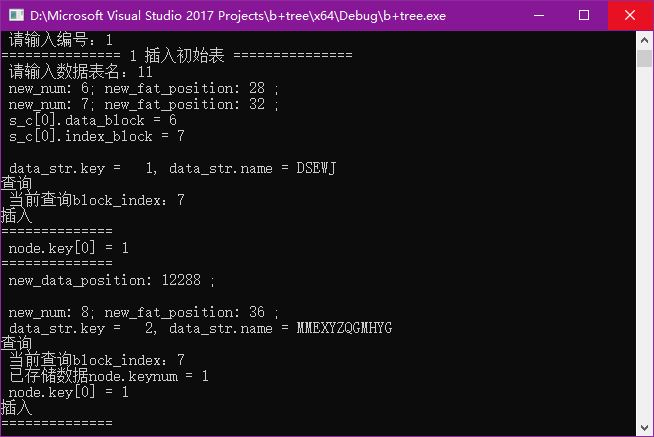 D:\Microsoft Visual Studio 2017 Projects\b+tree\x64\Debug\b+tree.exe
请输入编号：1
=============== 1 插入初始表 ===============
请输入数据表名：11
new_num: 6; new_fat_position: 28 ;
new_num: 7; new_fat_position: 32 ;
s_c[0].data_block = 6
s_c[0].index_block = 7
data_str.key =   1, data_str.name = DSEWJ
查询
当前查询block_index：7
插入
==============
node.key[0] = 1
==============
new_data_position: 12288 ;
new_num: 8; new_fat_position: 36 ;
data_str.key =   2, data_str.name = MMEXYZQGMHYG
查询
当前查询block_index：7
已存储数据node.keynum = 1
node.key[0] = 1
插入
==============